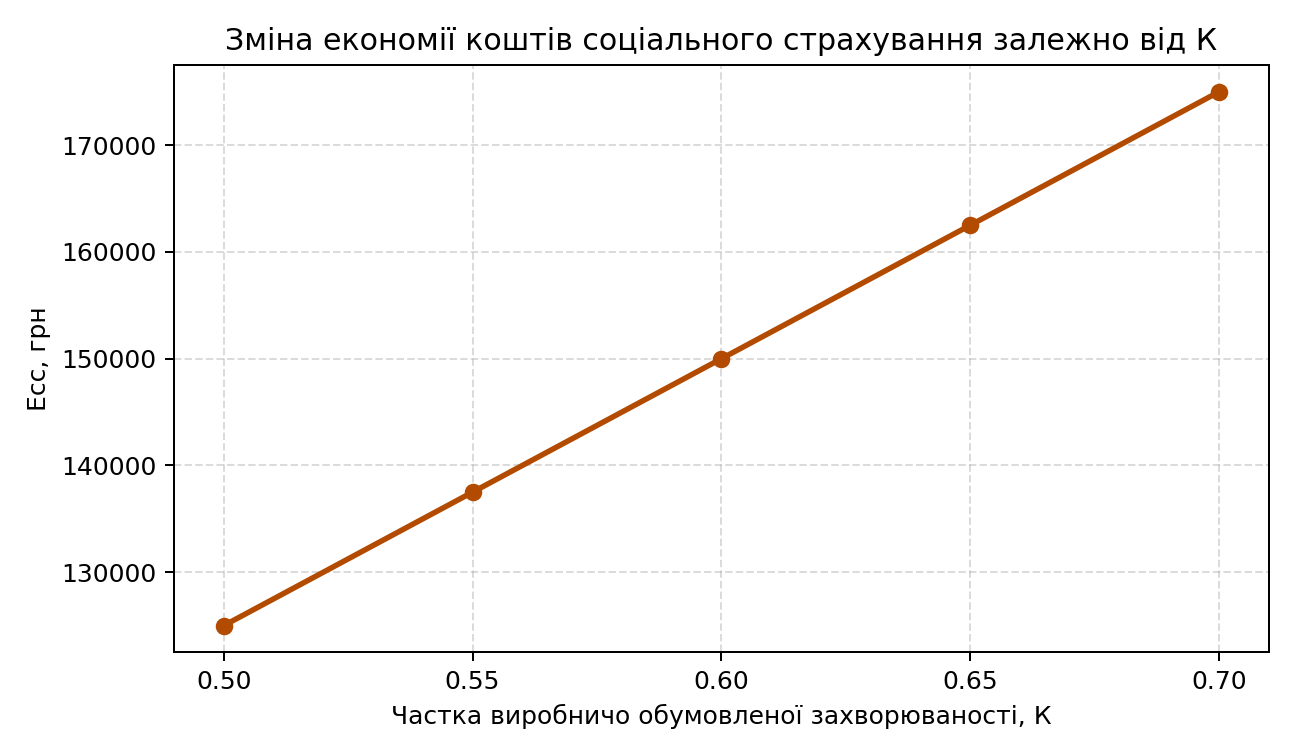 Зміна економії коштів соціального страхування залежно від К
Есс, грн
170000
160000
150000
140000
130000
0.50 0.55 0.60 0.65 0.70
Частка виробничо обумовленої захворюваності, К